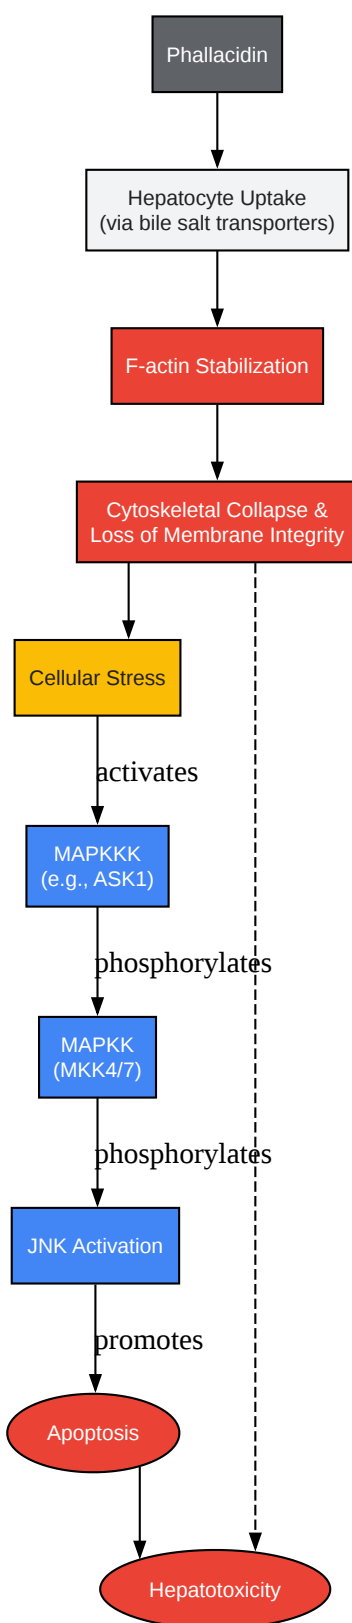 Phallacidin
Hepatocyte Uptake
(via bile salt transporters)
F-actin Stabilization
Cytoskeletal Collapse &
Loss of Membrane Integrity
Cellular Stress
activates
MAPKKK
(e.g., ASK1)
phosphorylates
MAPKK
(MKK4/7)
phosphorylates
JNK Activation
promotes
Apoptosis
Hepatotoxicity